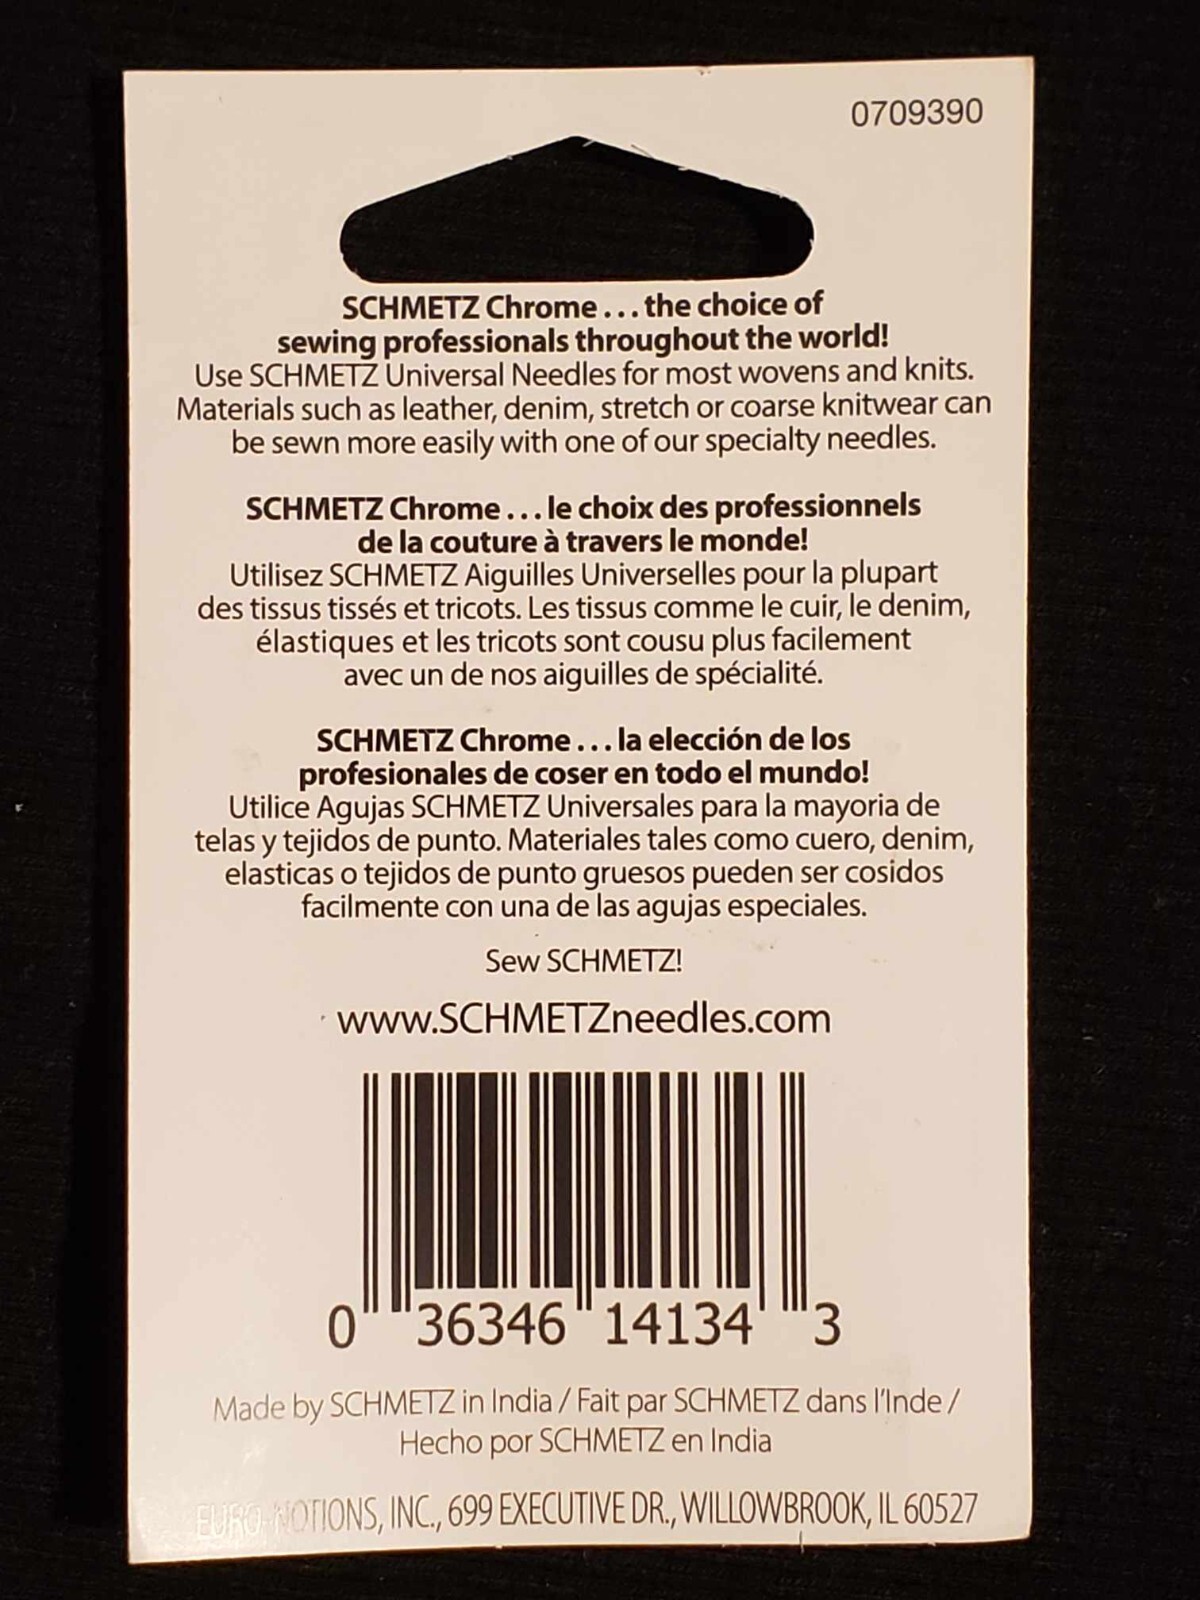 0709390
SCHMETZ Chrome... the choice of
sewing professionals throughout the world!
Use SCHMETZ Universal Needles for most wovens and knits.
Materials such as leather, denim, stretch or coarse knitwear can
be sewn more easily with one of our specialty needles.
SCHMETZ Chrome... le choix des professionnels
de la couture à travers le monde!
Utilisez SCHMETZ Aiguilles Universelles pour la plupart
des tissus tissés et tricots. Les tissus comme le cuir, le denim,
élastiques et les tricots sont cousu plus facilement
avec un de nos aiguilles de spécialité.
SCHMETZ Chrome... la elección de los
profesionales de coser en todo el mundo!
Utilice Agujas SCHMETZ Universales para la mayoria de
telas y tejidos de punto. Materiales tales como cuero, denim,
elasticas o tejidos de punto gruesos pueden ser cosidos
facilmente con una de las agujas especiales.
Sew SCHMETZ!
www.SCHMETZneedles.com
0 36346 14134 3
Made by SCHMETZ in India / Fait par SCHMETZ dans l'Inde /
Hecho por SCHMETZ en India
EURO-NOTIONS, INC., 699 EXECUTIVE DR., WILLOWBROOK, IL 60527